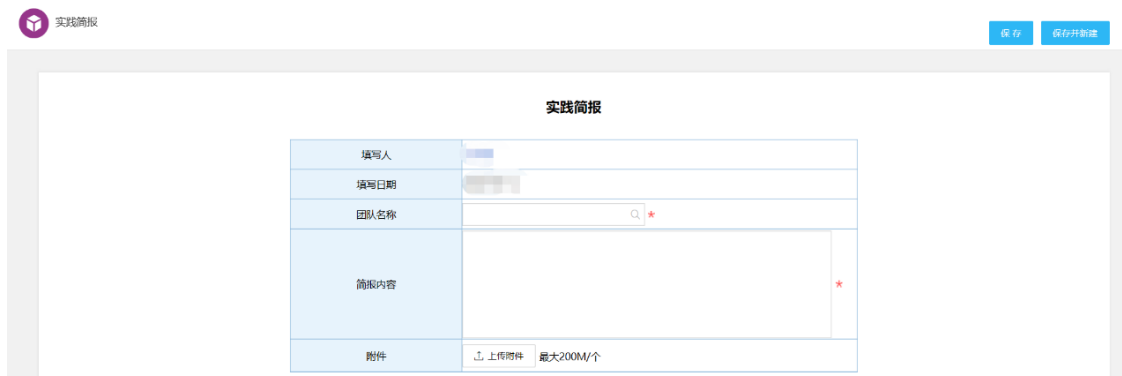 实践简报
保存 保存并新建
实践简报
填写人
填写日期
团队名称 *
简报内容 *
附件 上传附件 最大200M/个